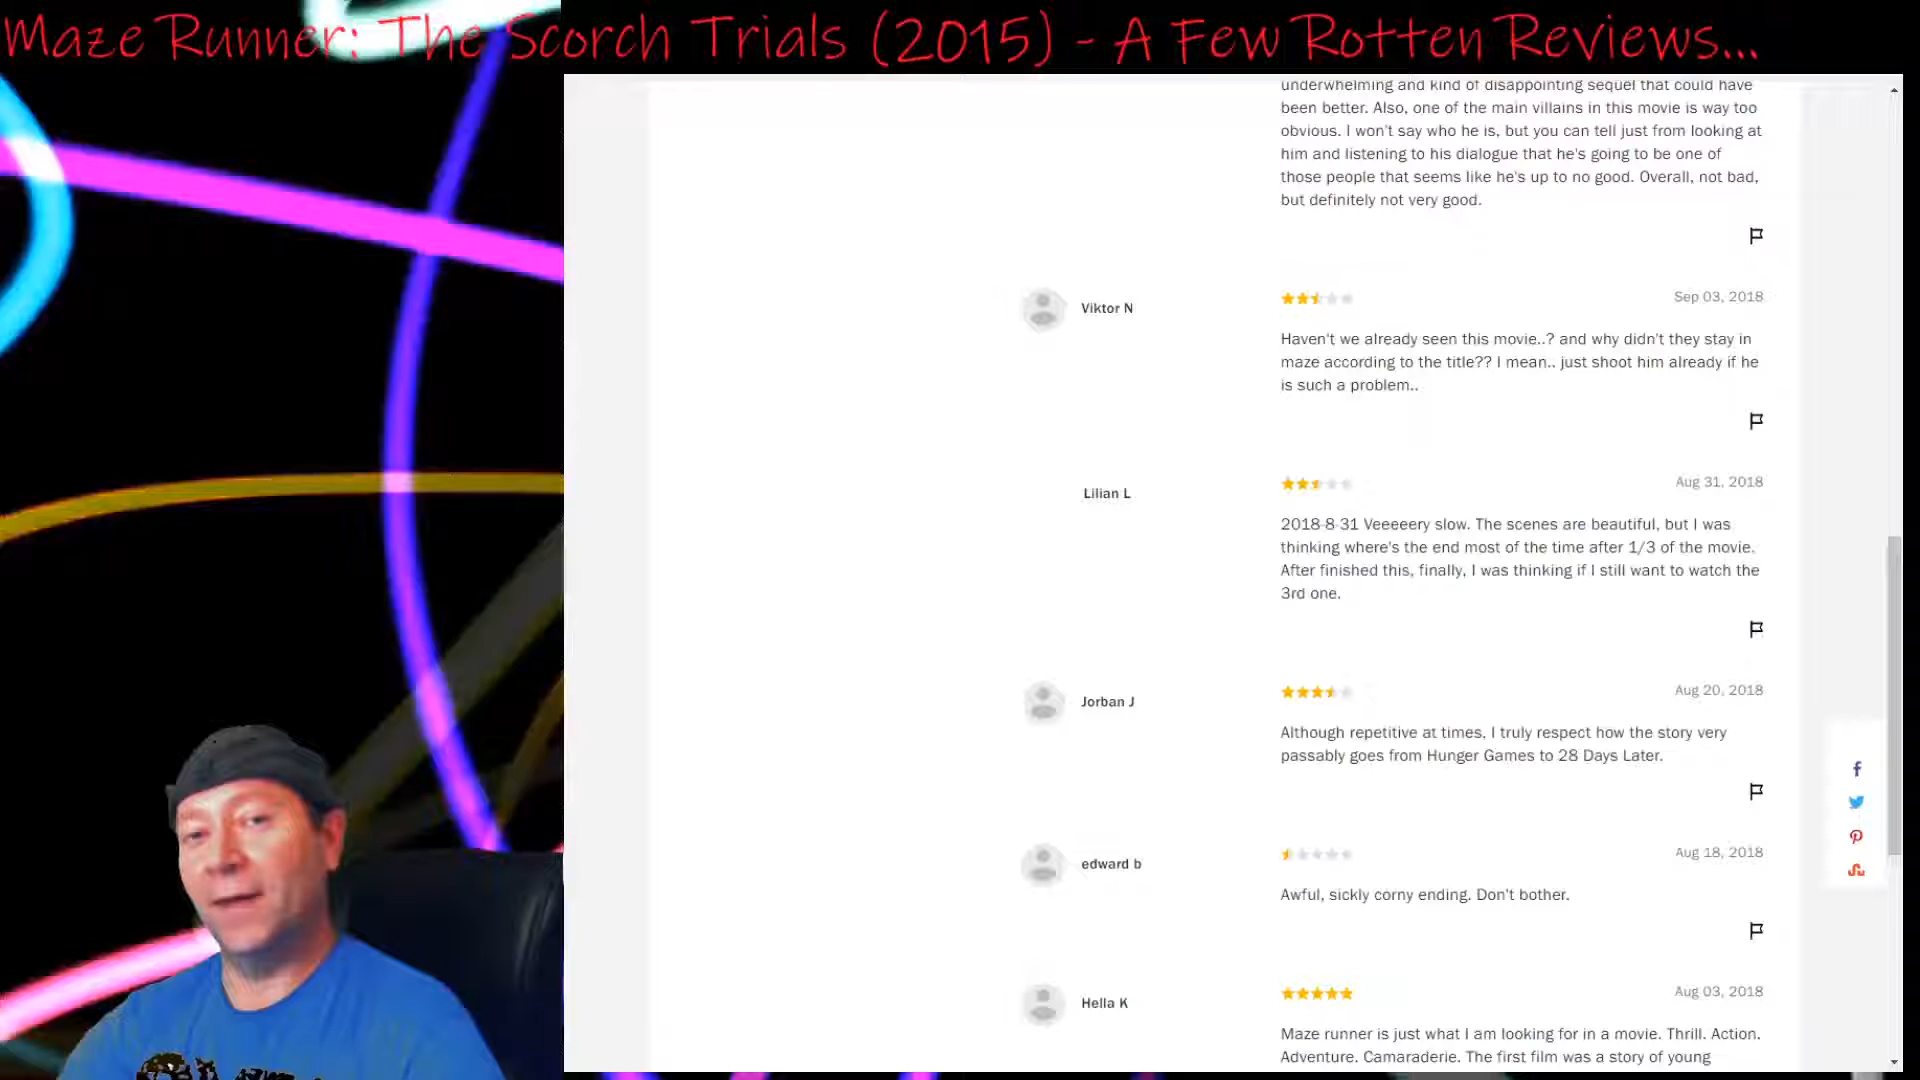 Maze Runner: The Scorch Trials (2015) - A Few Rotten Reviews...
underwhelming and kind of disappointing sequel that could have
been better. Also, one of the main villains in this movie is way too
obvious. I won't say who he is, but you can tell just from looking at
him and listening to his dialogue that he's going to be one of
those people that seems like he's up to no good. Overall, not bad,
but definitely not very good.
Viktor N
Sep 03, 2018
Haven't we already seen this movie..? and why didn't they stay in
maze according to the title?? I mean.. just shoot him already if he
is such a problem..
Lilian L
Aug 31, 2018
2018-8-31 Veeeeery slow. The scenes are beautiful, but I was
thinking where's the end most of the time after 1/3 of the movie.
After finished this, finally, I was thinking if I still want to watch the
3rd one.
Jorban J
Aug 20, 2018
Although repetitive at times, I truly respect how the story very
passably goes from Hunger Games to 28 Days Later.
edward b
Aug 18, 2018
Awful, sickly corny ending. Don't bother.
Hella K
Aug 03, 2018
Maze runner is just what I am looking for in a movie. Thrill. Action.
Adventure. Camaraderie. The first film was a story of young